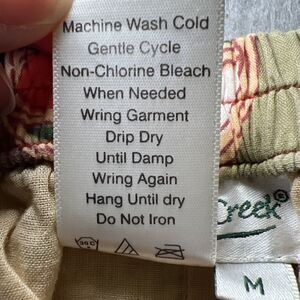 Machine Wash Cold
Gentle Cycle
Non-Chlorine Bleach
When Needed
Wring Garment
Drip Dry
Until Damp
Wring Again
Hang Until dry
Do Not Iron
Creek®
M